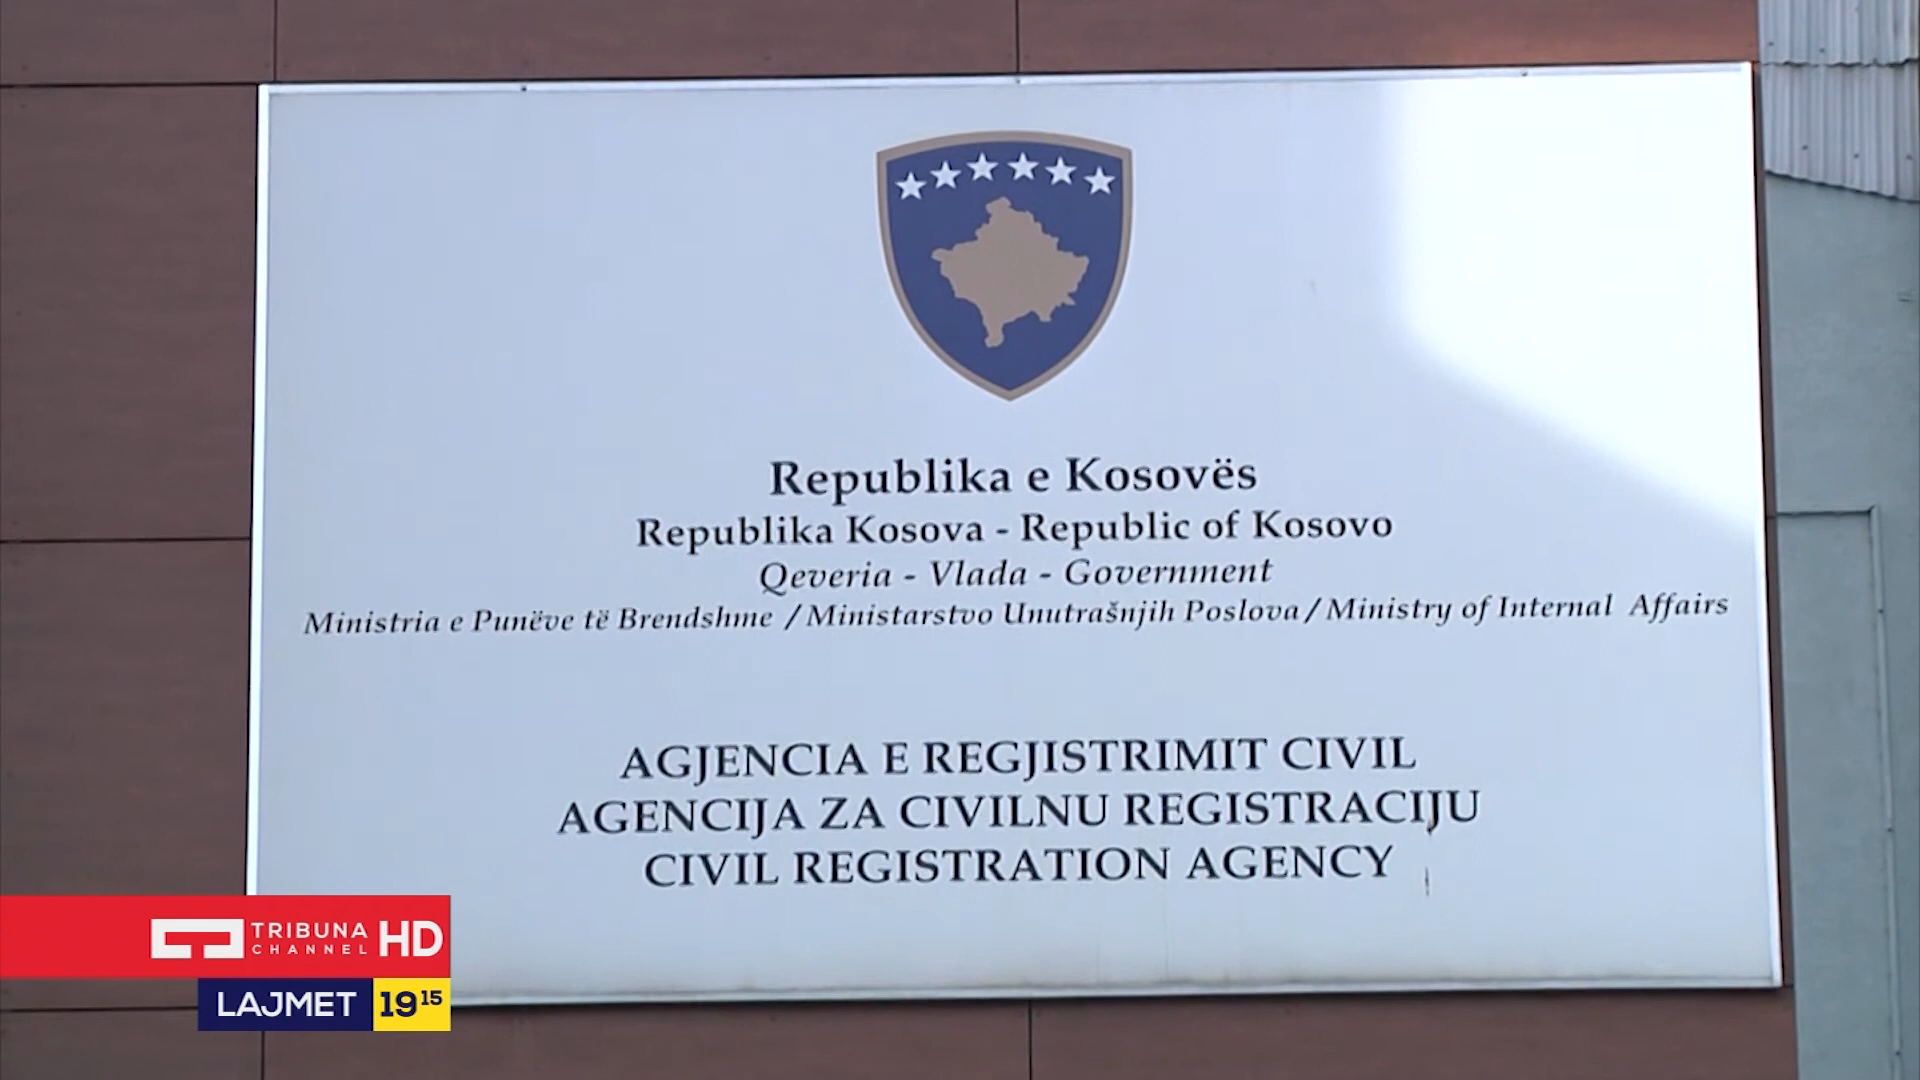 Republika e Kosovës
Republika Kosova - Republic of Kosovo
Qeveria - Vlada - Government
Ministria e Punëve të Brendshme / Ministarstvo Unutrašnjih Poslova / Ministry of Internal Affairs
AGJENCIA E REGJISTRIMIT CIVIL
AGENCIJA ZA CIVILNU REGISTRACIJU
CIVIL REGISTRATION AGENCY
TRIBUNA
CHANNEL
HD
LAJMET 19 15